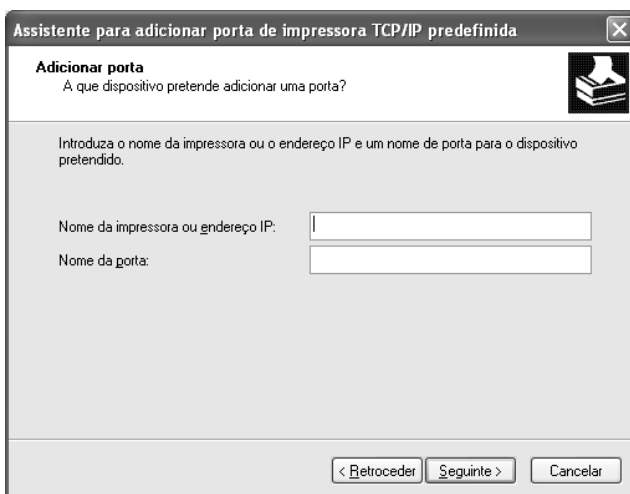 Assistente para adicionar porta de impressora TCP/IP predefinida
Adicionar porta
A que dispositivo pretende adicionar uma porta?
Introduza o nome da impressora ou o endereço IP e um nome de porta para o dispositivo
pretendido.
Nome da impressora ou endereço IP:
Nome da porta:
< Retroceder Seguinte > Cancelar